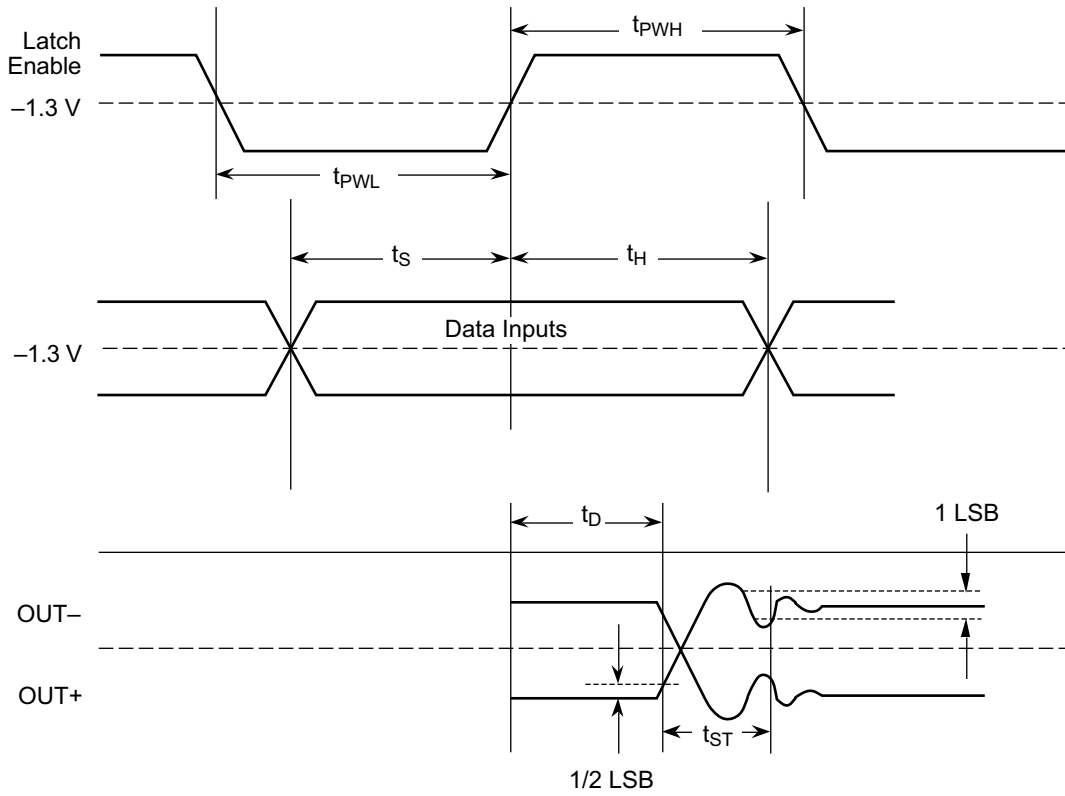 Latch
Enable
–1.3 V
tPWH
tPWL
tS
tH
Data Inputs
–1.3 V
tD
1 LSB
OUT–
OUT+
tST
1/2 LSB